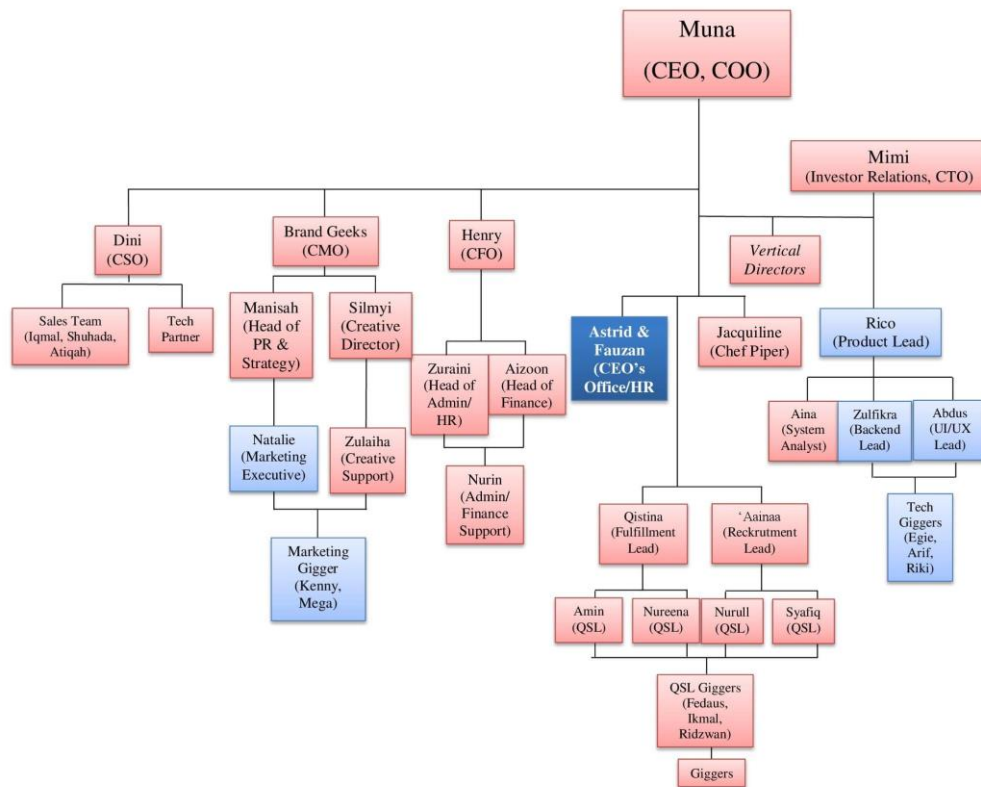 Muna
(CEO, COO)
Mimi
(Investor Relations, CTO)
Dini
(CSO)
Brand Geeks
(CMO)
Henry
(CFO)
Vertical
Directors
Sales Team
(Iqmal, Shuhada,
Atiqah)
Tech
Partner
Manisah
(Head of
PR &
Strategy)
Silmyi
(Creative
Director)
Zuraini
(Head of
Admin/
HR)
Aizoon
(Head of
Finance)
Astrid &
Fauzan
(CEO's
Office/HR
Jacquiline
(Chef Piper)
Rico
(Product Lead)
Aina
(System
Analyst)
Zulfikra
(Backend
Lead)
Abdus
(UI/UX
Lead)
Natalie
(Marketing
Executive)
Zulaiha
(Creative
Support)
Nurin
(Admin/
Finance
Support)
Qistina
(Fulfillment
Lead)
‘Aainaa
(Reckrutment
Lead)
Tech
Giggers
(Egie,
Arif,
Riki)
Marketing
Gigger
(Kenny,
Mega)
Amin
(QSL)
Nureena
(QSL)
Nurull
(QSL)
Syafiq
(QSL)
QSL Giggers
(Fedaus,
Ikmal,
Ridzwan)
Giggers